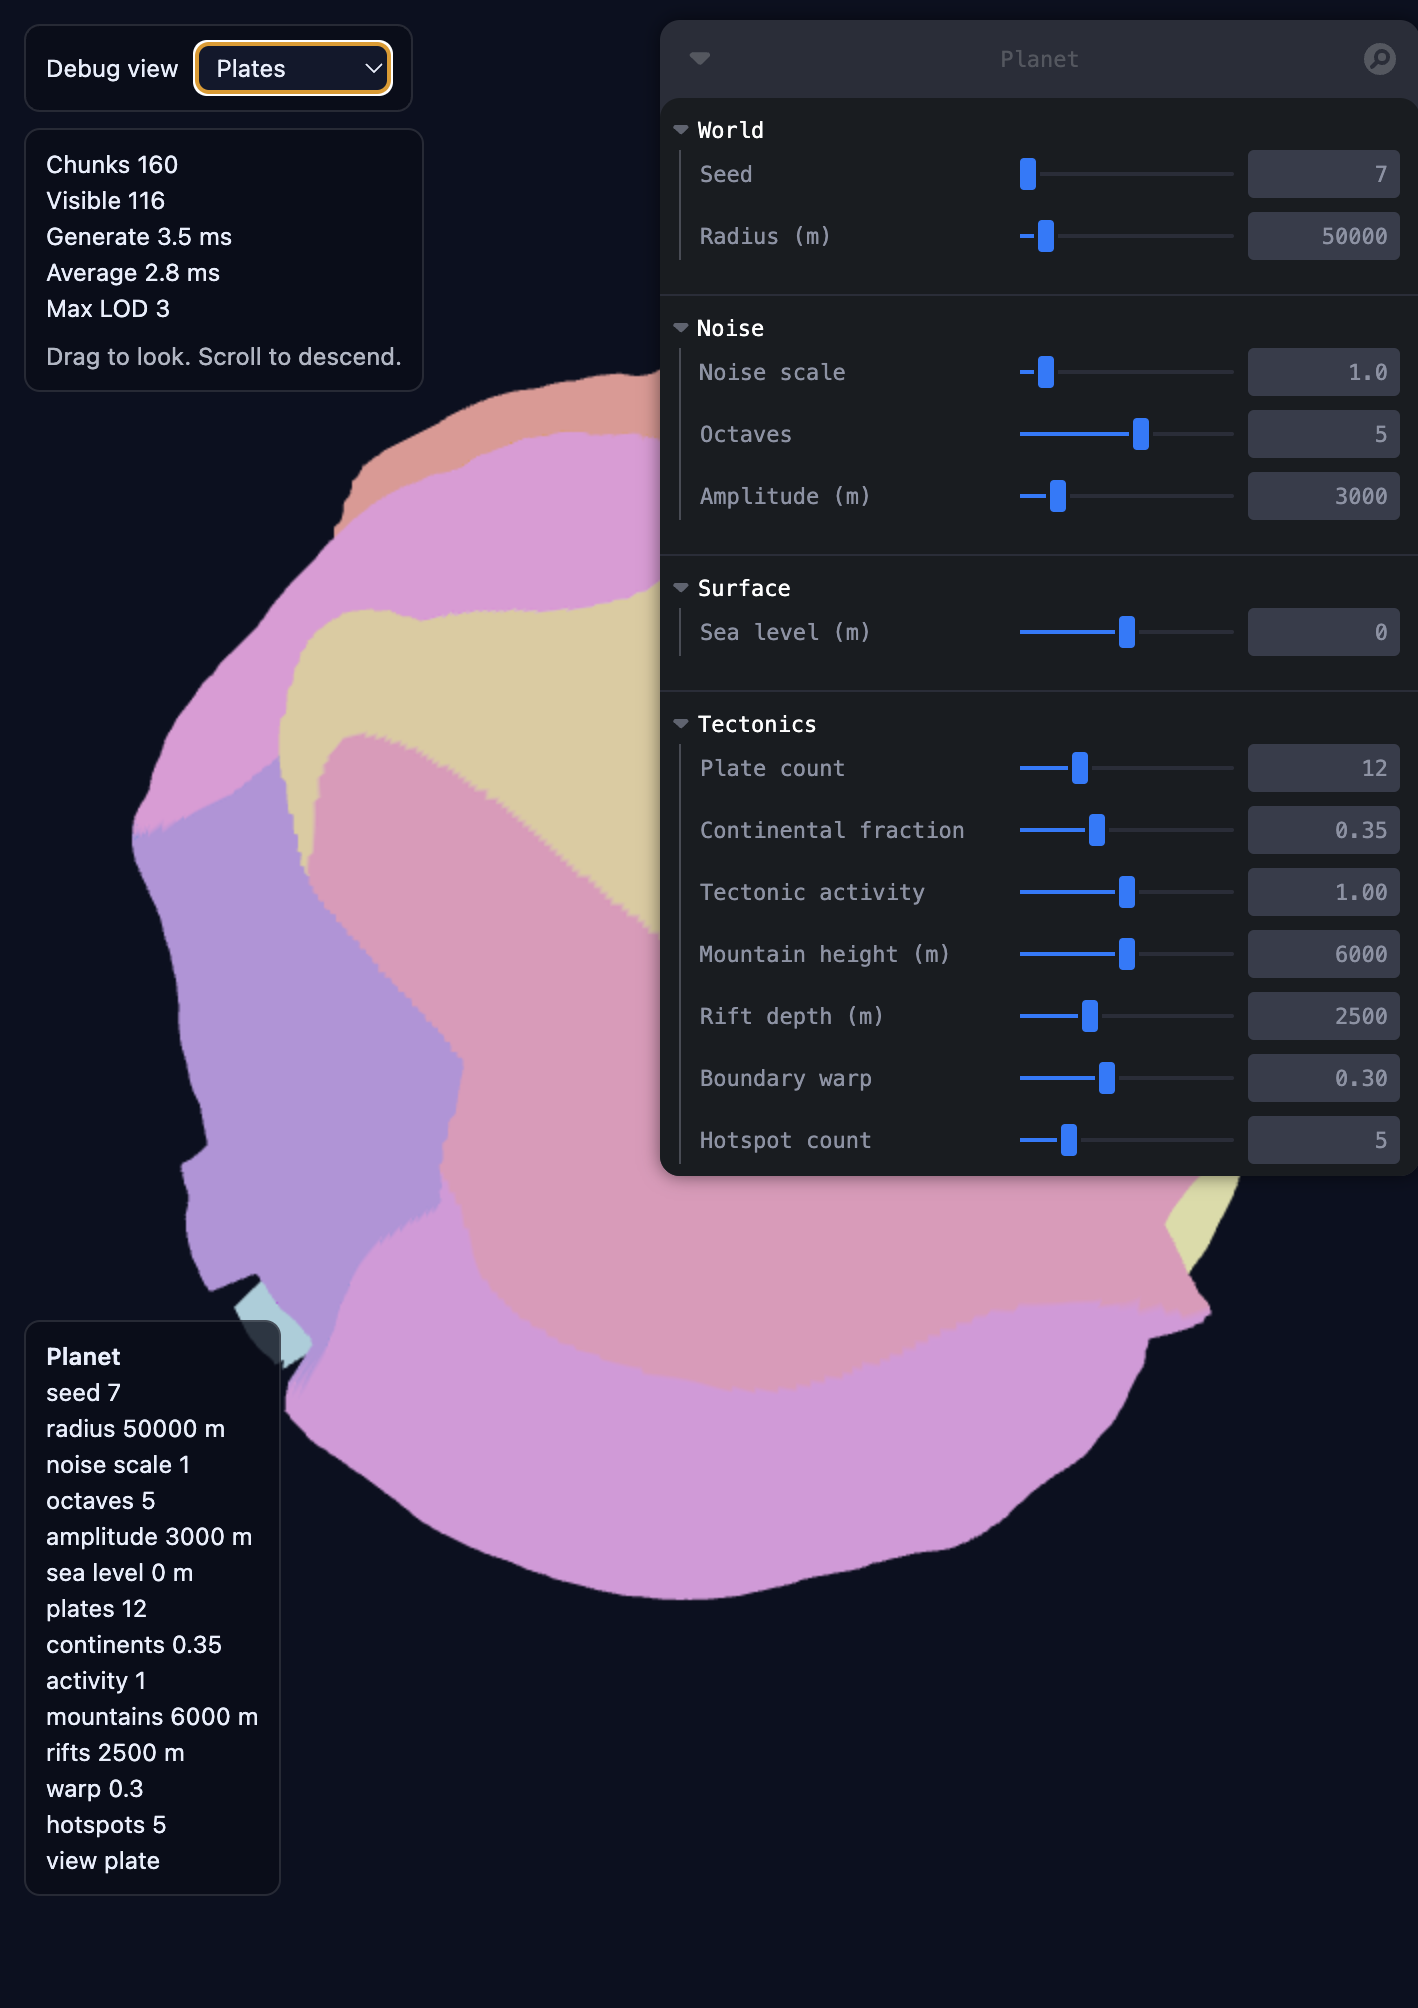 Debug view Plates
Chunks 160
Visible 116
Generate 3.5 ms
Average 2.8 ms
Max LOD 3
Drag to look. Scroll to descend.
Planet
World
Seed 7
Radius (m) 50000
Noise
Noise scale 1.0
Octaves 5
Amplitude (m) 3000
Surface
Sea level (m) 0
Tectonics
Plate count 12
Continental fraction 0.35
Tectonic activity 1.00
Mountain height (m) 6000
Rift depth (m) 2500
Boundary warp 0.30
Hotspot count 5
Planet
seed 7
radius 50000 m
noise scale 1
octaves 5
amplitude 3000 m
sea level 0 m
plates 12
continents 0.35
activity 1
mountains 6000 m
rifts 2500 m
warp 0.3
hotspots 5
view plate